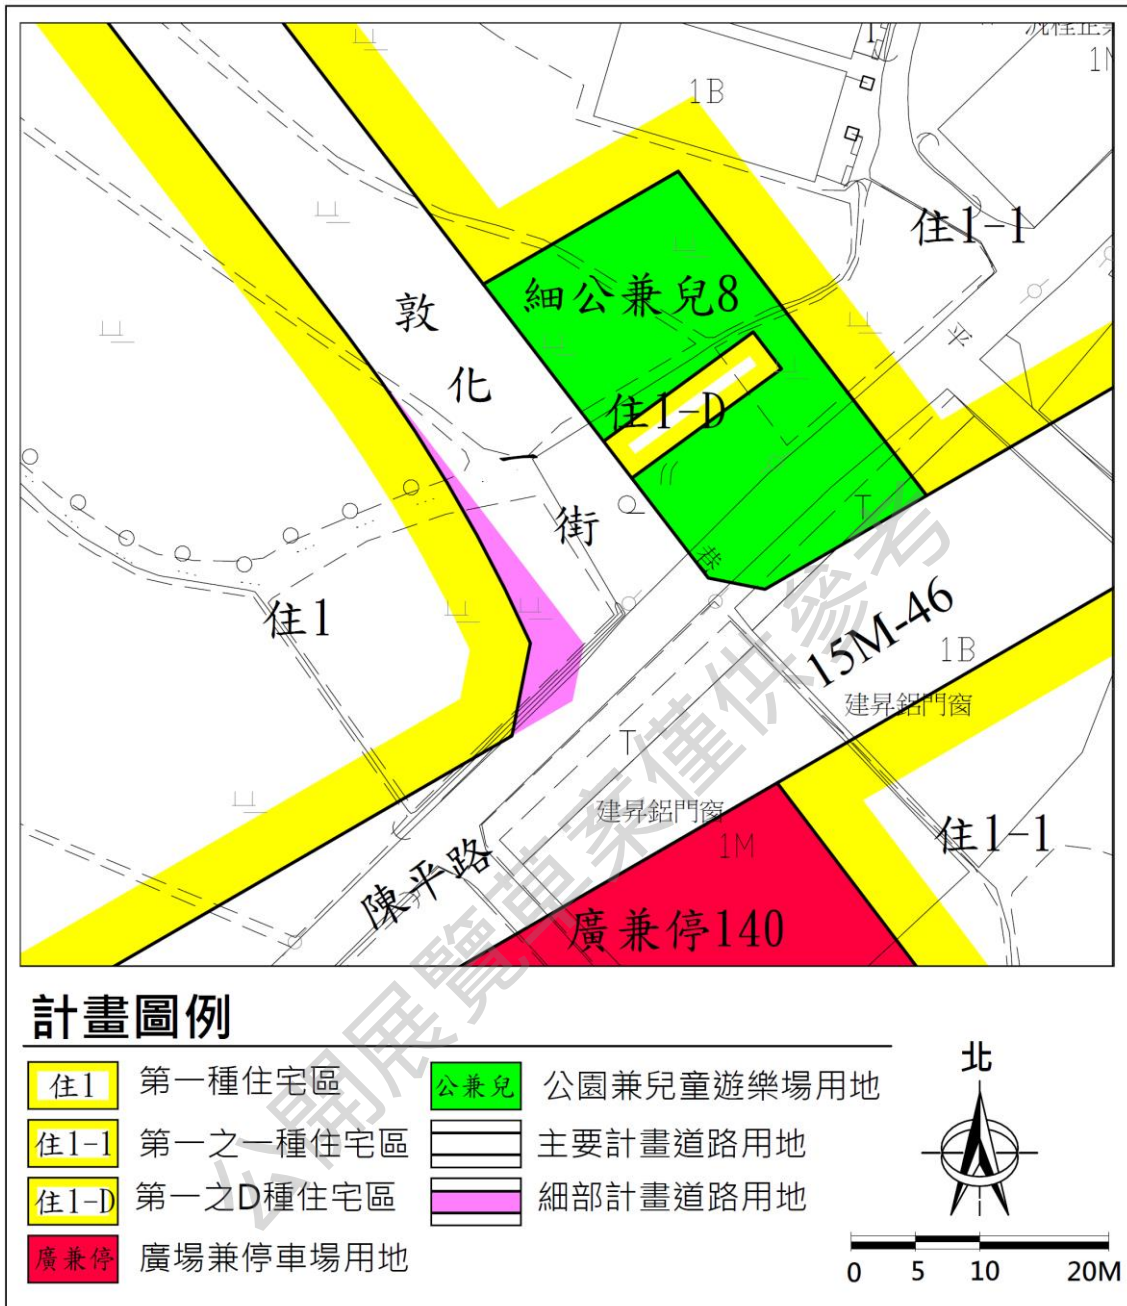 1B
1M
住1-1
細公兼兒8
敦化一街
住1-D
平
巷
T
住1
15M-46
1B
建昇鋁門窗
T
建昇鋁門窗
1M
住1-1
陳平路
廣兼停140
公開展覽草案僅供參考
計畫圖例
北
住1 第一種住宅區
公兼兒 公園兼兒童遊樂場用地
住1-1 第一之一種住宅區
主要計畫道路用地
住1-D 第一之D種住宅區
細部計畫道路用地
廣兼停 廣場兼停車場用地
0 5 10 20M